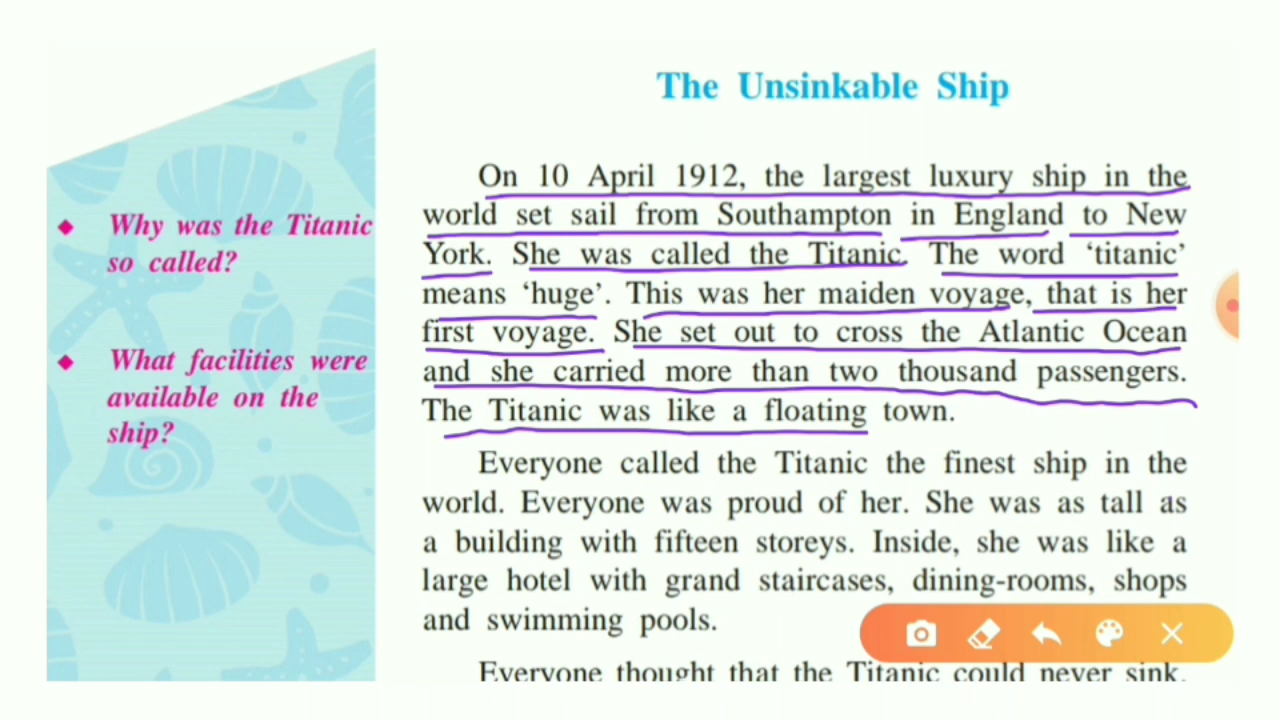 The Unsinkable Ship
Why was the Titanic
so called?
What facilities were
available on the
ship?
On 10 April 1912, the largest luxury ship in the
world set sail from Southampton in England to New
York. She was called the Titanic. The word ‘titanic’
means ‘huge’. This was her maiden voyage, that is her
first voyage. She set out to cross the Atlantic Ocean
and she carried more than two thousand passengers.
The Titanic was like a floating town.
Everyone called the Titanic the finest ship in the
world. Everyone was proud of her. She was as tall as
a building with fifteen storeys. Inside, she was like a
large hotel with grand staircases, dining-rooms, shops
and swimming pools.
Everyone thought that the Titanic could never sink.